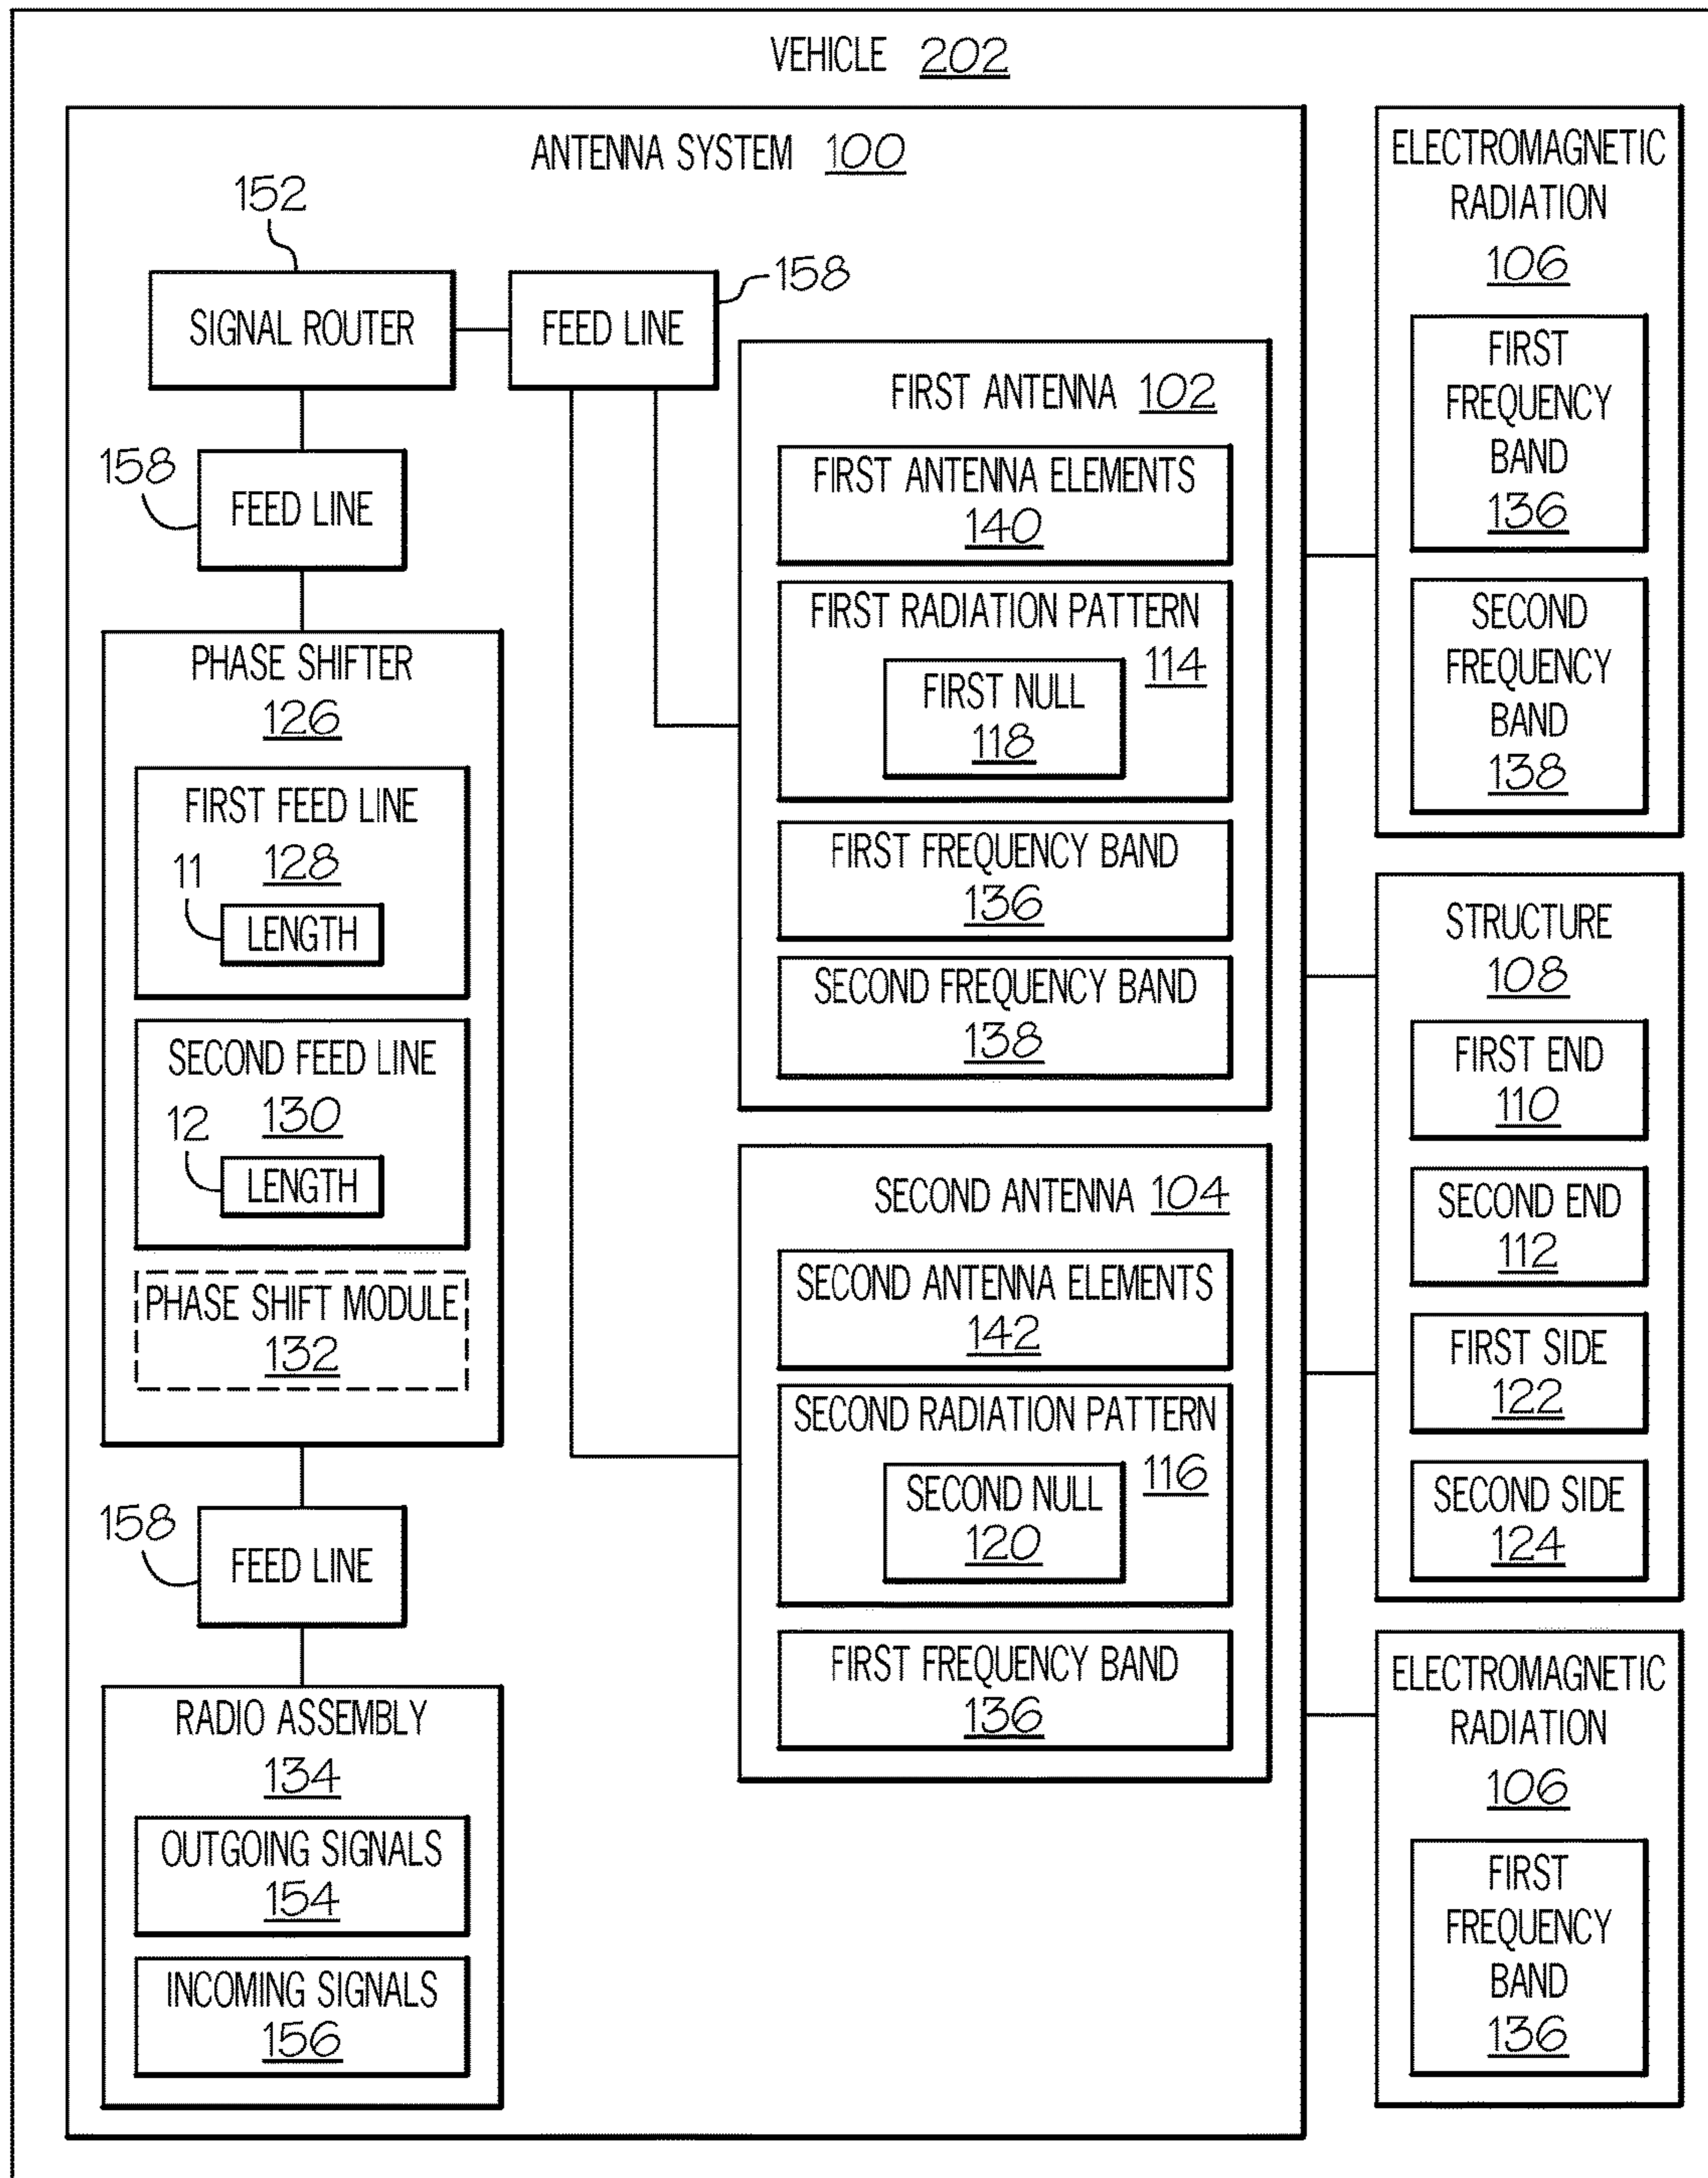 VEHICLE 202
ANTENNA SYSTEM 100
152
SIGNAL ROUTER
158
FEED LINE
158
FEED LINE
PHASE SHIFTER
126
FIRST FEED LINE
128
11
LENGTH
SECOND FEED LINE
130
12
LENGTH
PHASE SHIFT MODULE
132
158
FEED LINE
RADIO ASSEMBLY
134
OUTGOING SIGNALS
154
INCOMING SIGNALS
156
FIRST ANTENNA 102
FIRST ANTENNA ELEMENTS
140
FIRST RADIATION PATTERN
114
FIRST NULL
118
FIRST FREQUENCY BAND
136
SECOND FREQUENCY BAND
138
SECOND ANTENNA 104
SECOND ANTENNA ELEMENTS
142
SECOND RADIATION PATTERN
116
SECOND NULL
120
FIRST FREQUENCY BAND
136
ELECTROMAGNETIC
RADIATION
106
FIRST
FREQUENCY
BAND
136
SECOND
FREQUENCY
BAND
138
STRUCTURE
108
FIRST END
110
SECOND END
112
FIRST SIDE
122
SECOND SIDE
124
ELECTROMAGNETIC
RADIATION
106
FIRST
FREQUENCY
BAND
136